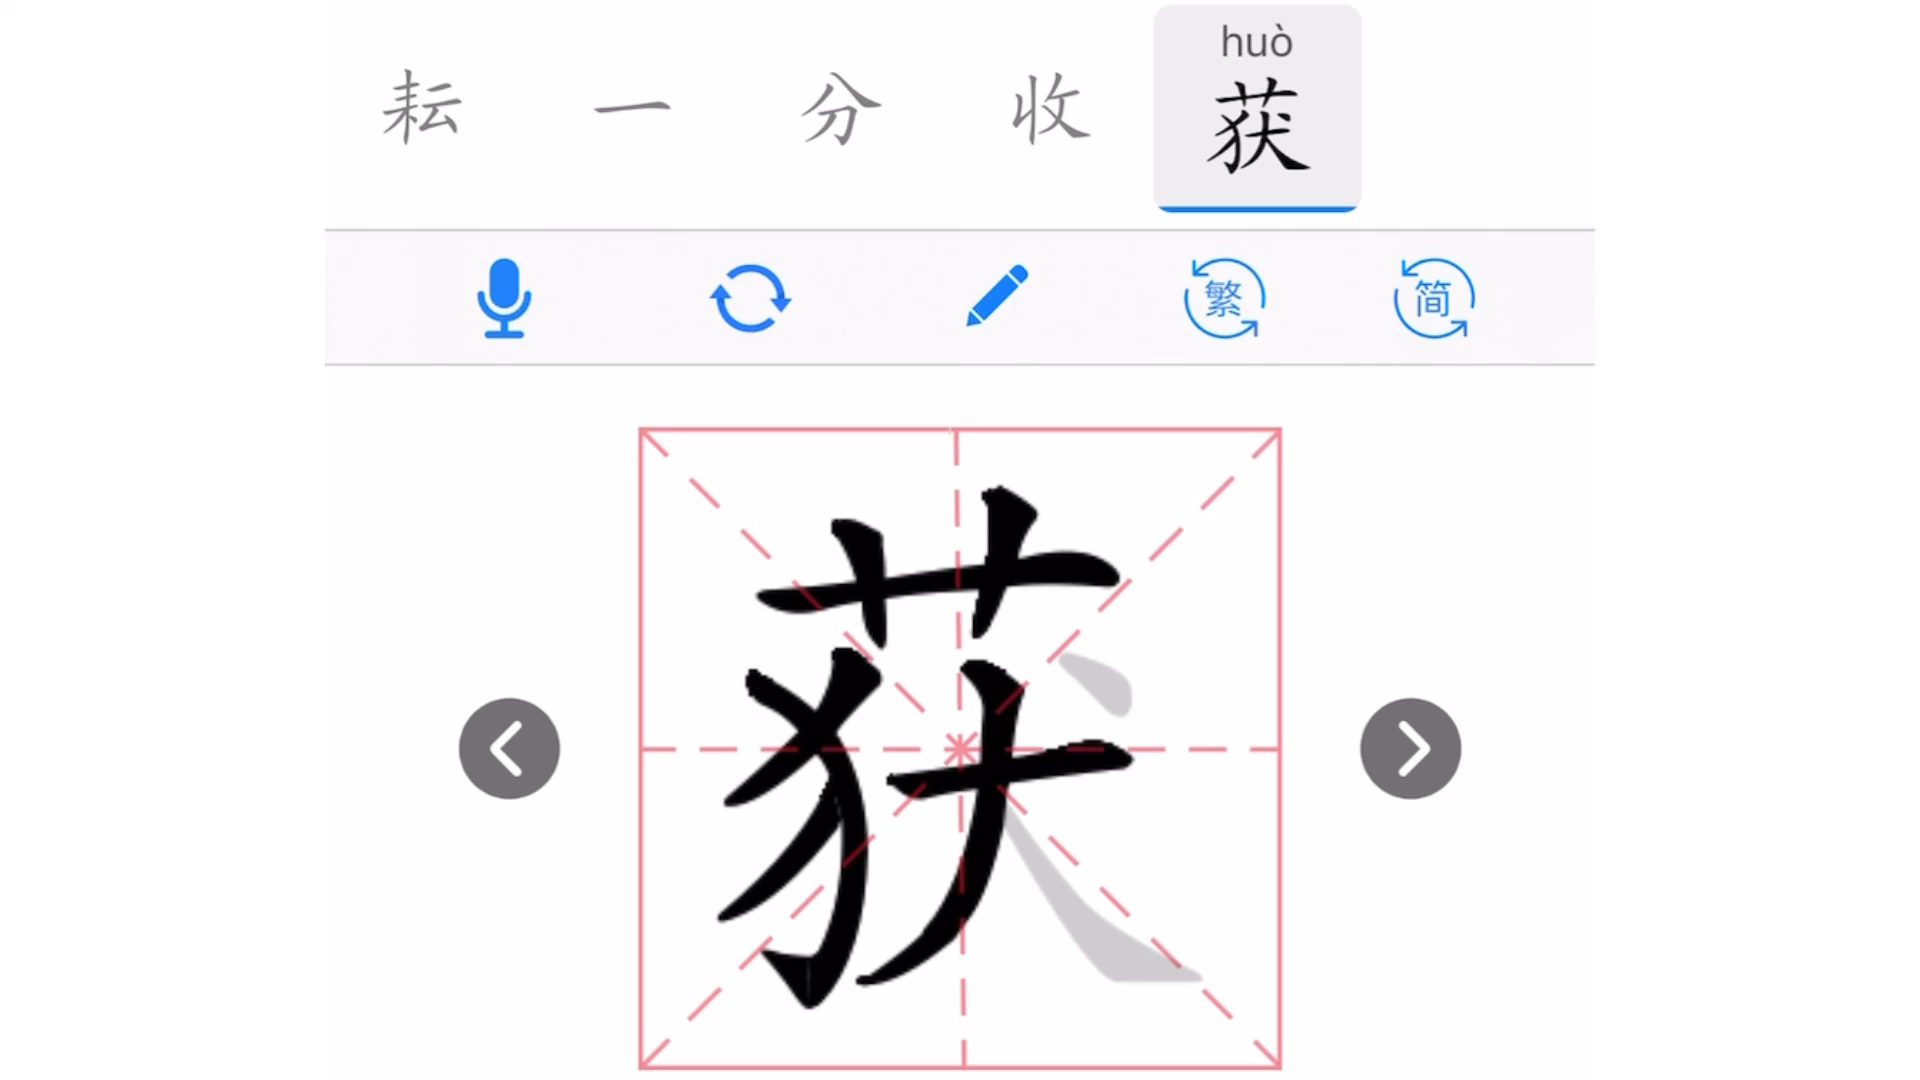 huò
耘 一 分 收 获
繁 简
获